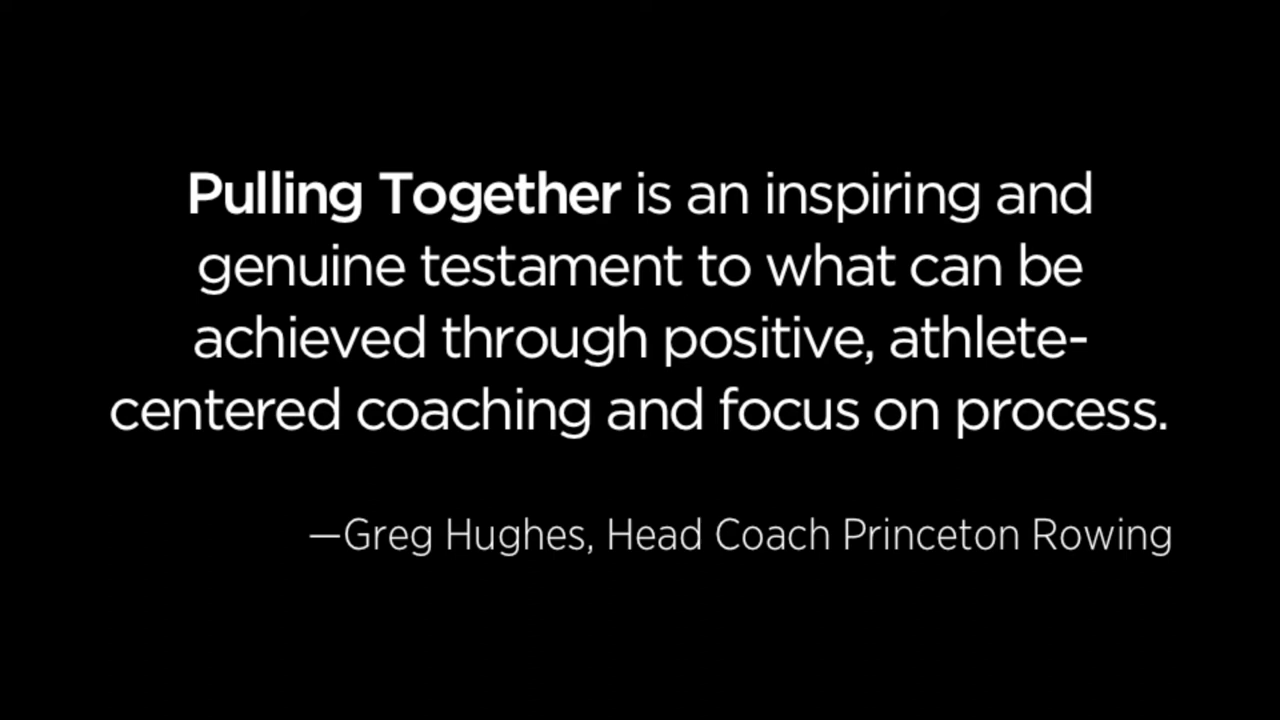 Pulling Together is an inspiring and
genuine testament to what can be
achieved through positive, athlete-
centered coaching and focus on process.
—Greg Hughes, Head Coach Princeton Rowing